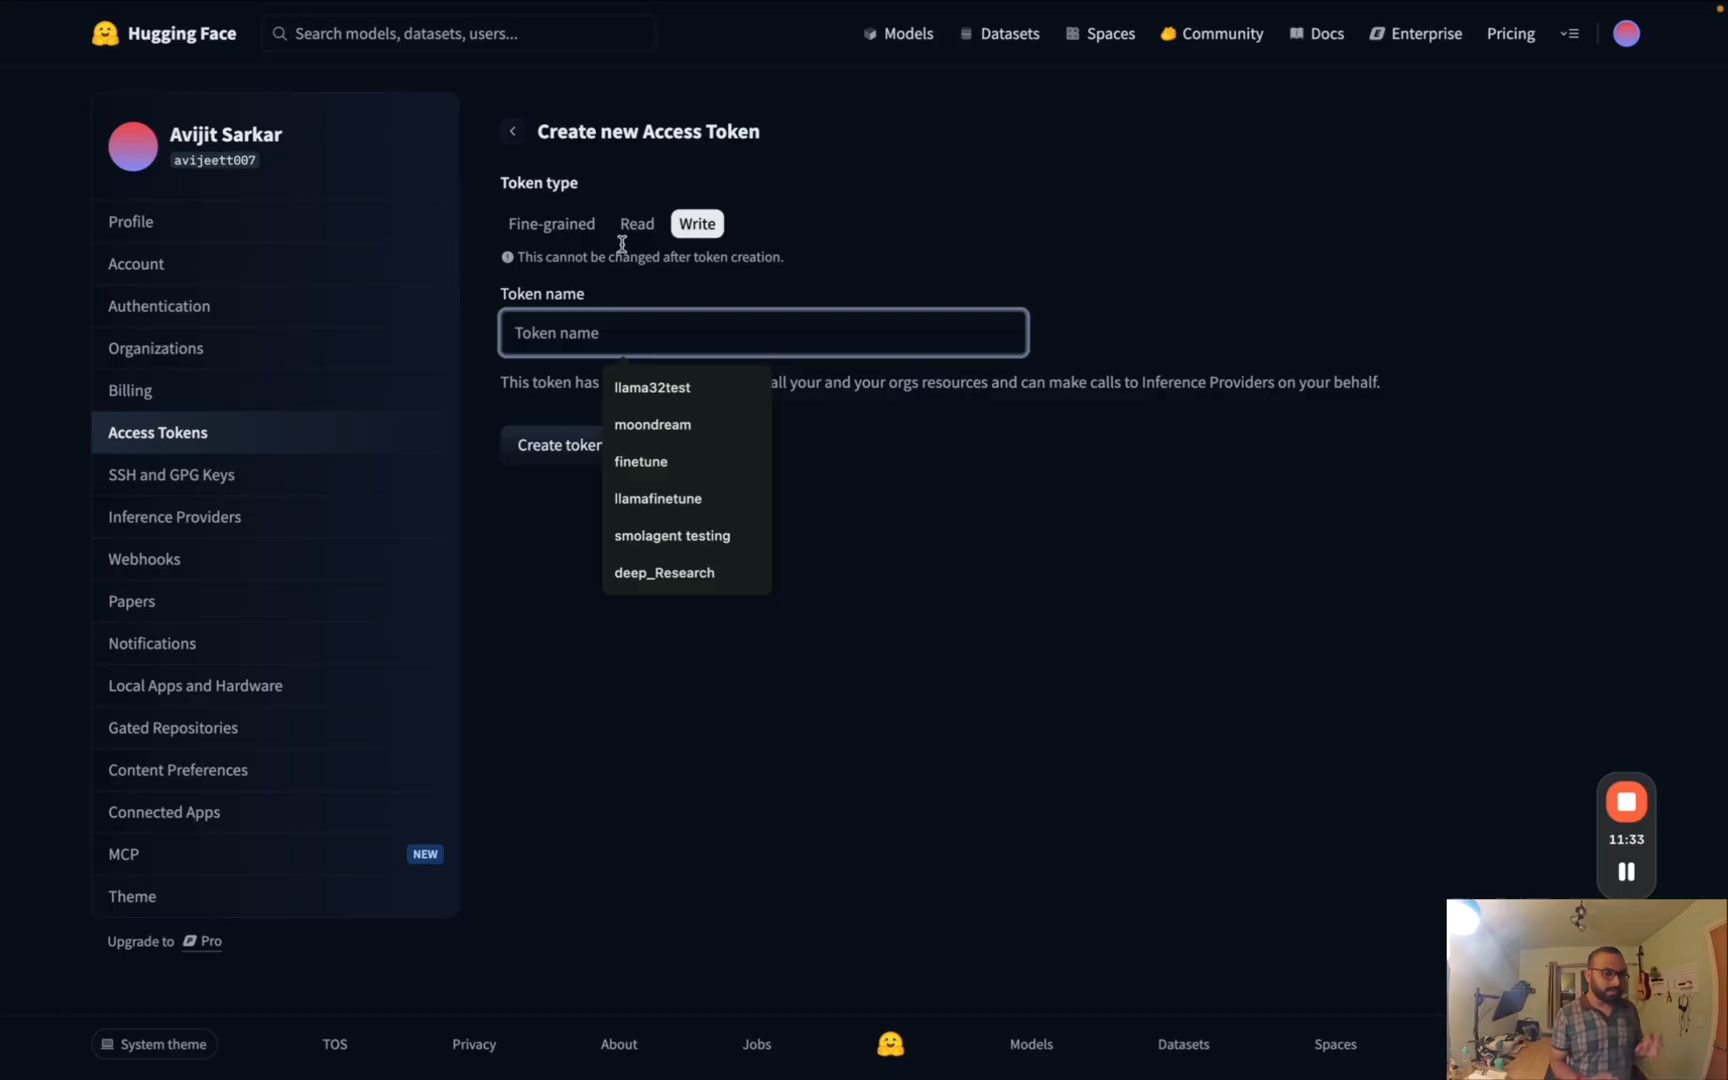 Hugging Face
Search models, datasets, users...
Models
Datasets
Spaces
Community
Docs
Enterprise
Pricing
Avijit Sarkar
avijeett007
Profile
Account
Authentication
Organizations
Billing
Access Tokens
SSH and GPG Keys
Inference Providers
Webhooks
Papers
Notifications
Local Apps and Hardware
Gated Repositories
Content Preferences
Connected Apps
MCP
NEW
Theme
Upgrade to Pro
Create new Access Token
Token type
Fine-grained
Read
Write
This cannot be changed after token creation.
Token name
Token name
This token has all your and your orgs resources and can make calls to Inference Providers on your behalf.
Create token
llama32test
moondream
finetune
llamafinetune
smolagent testing
deep_Research
11:33
System theme
TOS
Privacy
About
Jobs
Models
Datasets
Spaces